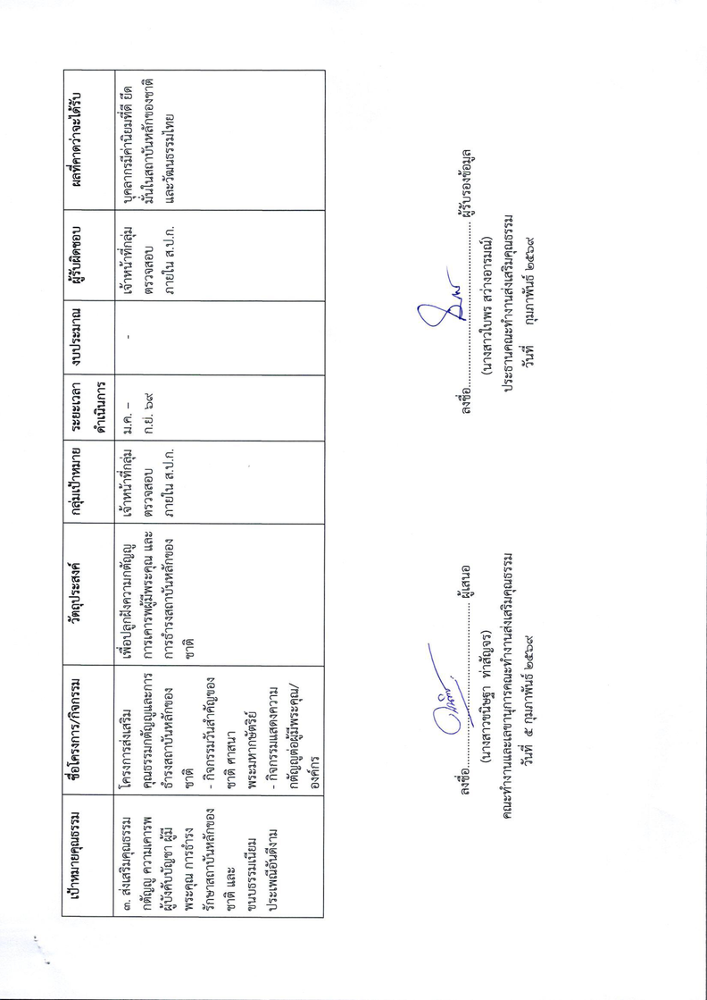 เป้าหมายคุณธรรม
ชื่อโครงการ/กิจกรรม
วัตถุประสงค์
กลุ่มเป้าหมาย
ระยะเวลา
ดำเนินการ
งบประมาณ
ผู้รับผิดชอบ
ผลที่คาดว่าจะได้รับ
๓. ส่งเสริมคุณธรรม
กตัญญู ความเคารพ
ผู้บังคับบัญชา ผู้มี
พระคุณ การธำรง
รักษาสถาบันหลักของ
ชาติ และ
ขนบธรรมเนียม
ประเพณีอันดีงาม
โครงการส่งเสริม
คุณธรรมกตัญญูและการ
ธำรงสถาบันหลักของ
ชาติ
- กิจกรรมวันสำคัญของ
ชาติ ศาสนา
พระมหากษัตริย์
- กิจกรรมแสดงความ
กตัญญูต่อผู้มีพระคุณ/
องค์กร
เพื่อปลูกฝังความกตัญญู
การเคารพผู้มีพระคุณ และ
การธำรงสถาบันหลักของ
ชาติ
เจ้าหน้าที่กลุ่ม
ตรวจสอบ
ภายใน ส.ป.ก.
ม.ค. –
ก.ย. ๖๙
-
เจ้าหน้าที่กลุ่ม
ตรวจสอบ
ภายใน ส.ป.ก.
บุคลากรมีค่านิยมที่ดี ยึด
มั่นในสถาบันหลักของชาติ
และวัฒนธรรมไทย
ลงชื่อ.......................................... ผู้เสนอ
(นางสาวขนิษฐา ท่าสัญจร)
คณะทำงานและเลขานุการคณะทำงานส่งเสริมคุณธรรม
วันที่ ๕ กุมภาพันธ์ ๒๕๖๙
ลงชื่อ.......................................... ผู้รับรองข้อมูล
(นางสาวใบพร สว่างอารมณ์)
ประธานคณะทำงานส่งเสริมคุณธรรม
วันที่ กุมภาพันธ์ ๒๕๖๙